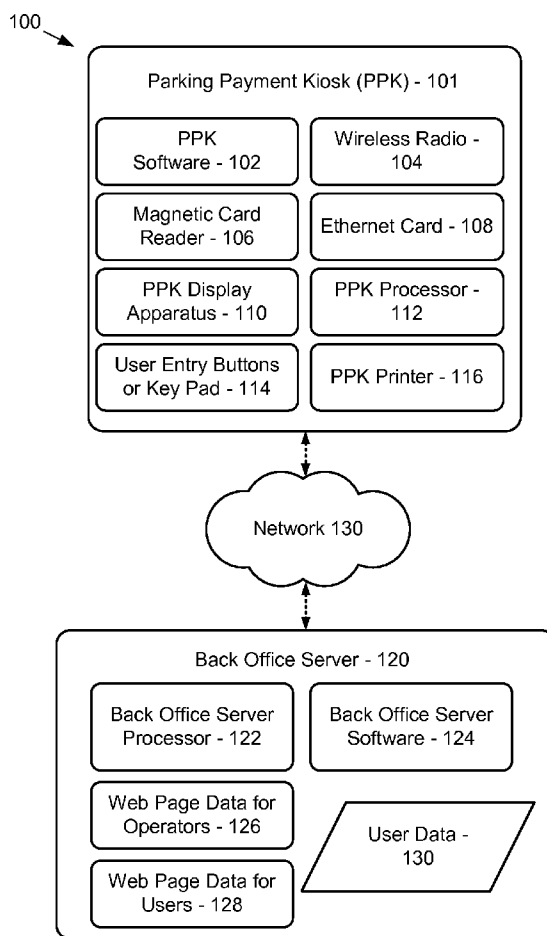 100
Parking Payment Kiosk (PPK) - 101
PPK
Software - 102
Wireless Radio -
104
Magnetic Card
Reader - 106
Ethernet Card - 108
PPK Display
Apparatus - 110
PPK Processor -
112
User Entry Buttons
or Key Pad - 114
PPK Printer - 116
Network 130
Back Office Server - 120
Back Office Server
Processor - 122
Back Office Server
Software - 124
Web Page Data for
Operators - 126
User Data -
130
Web Page Data for
Users - 128